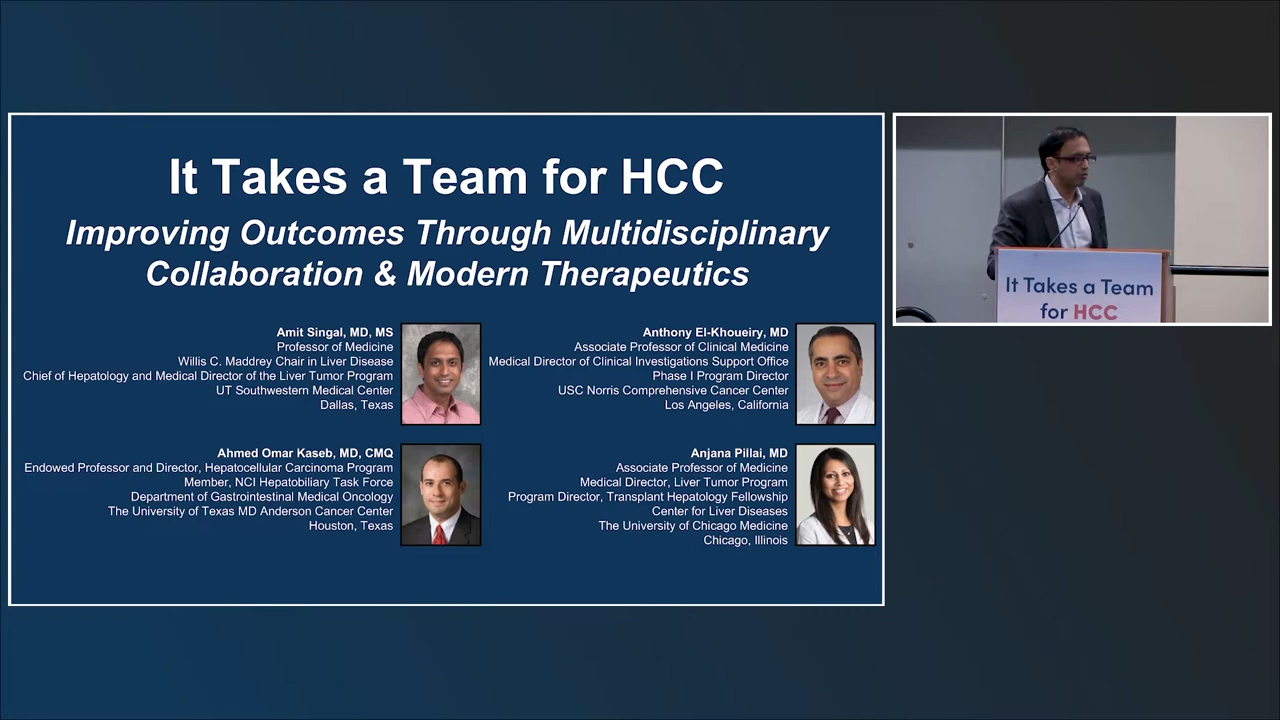 It Takes a Team for HCC
Improving Outcomes Through Multidisciplinary
Collaboration & Modern Therapeutics
Amit Singal, MD, MS
Professor of Medicine
Willis C. Maddrey Chair in Liver Disease
Chief of Hepatology and Medical Director of the Liver Tumor Program
UT Southwestern Medical Center
Dallas, Texas
Anthony El-Khoueiry, MD
Associate Professor of Clinical Medicine
Medical Director of Clinical Investigations Support Office
Phase I Program Director
USC Norris Comprehensive Cancer Center
Los Angeles, California
Ahmed Omar Kaseb, MD, CMQ
Endowed Professor and Director, Hepatocellular Carcinoma Program
Member, NCI Hepatobiliary Task Force
Department of Gastrointestinal Medical Oncology
The University of Texas MD Anderson Cancer Center
Houston, Texas
Anjana Pillai, MD
Associate Professor of Medicine
Medical Director, Liver Tumor Program
Program Director, Transplant Hepatology Fellowship
Center for Liver Diseases
The University of Chicago Medicine
Chicago, Illinois
It Takes a Team
for HCC